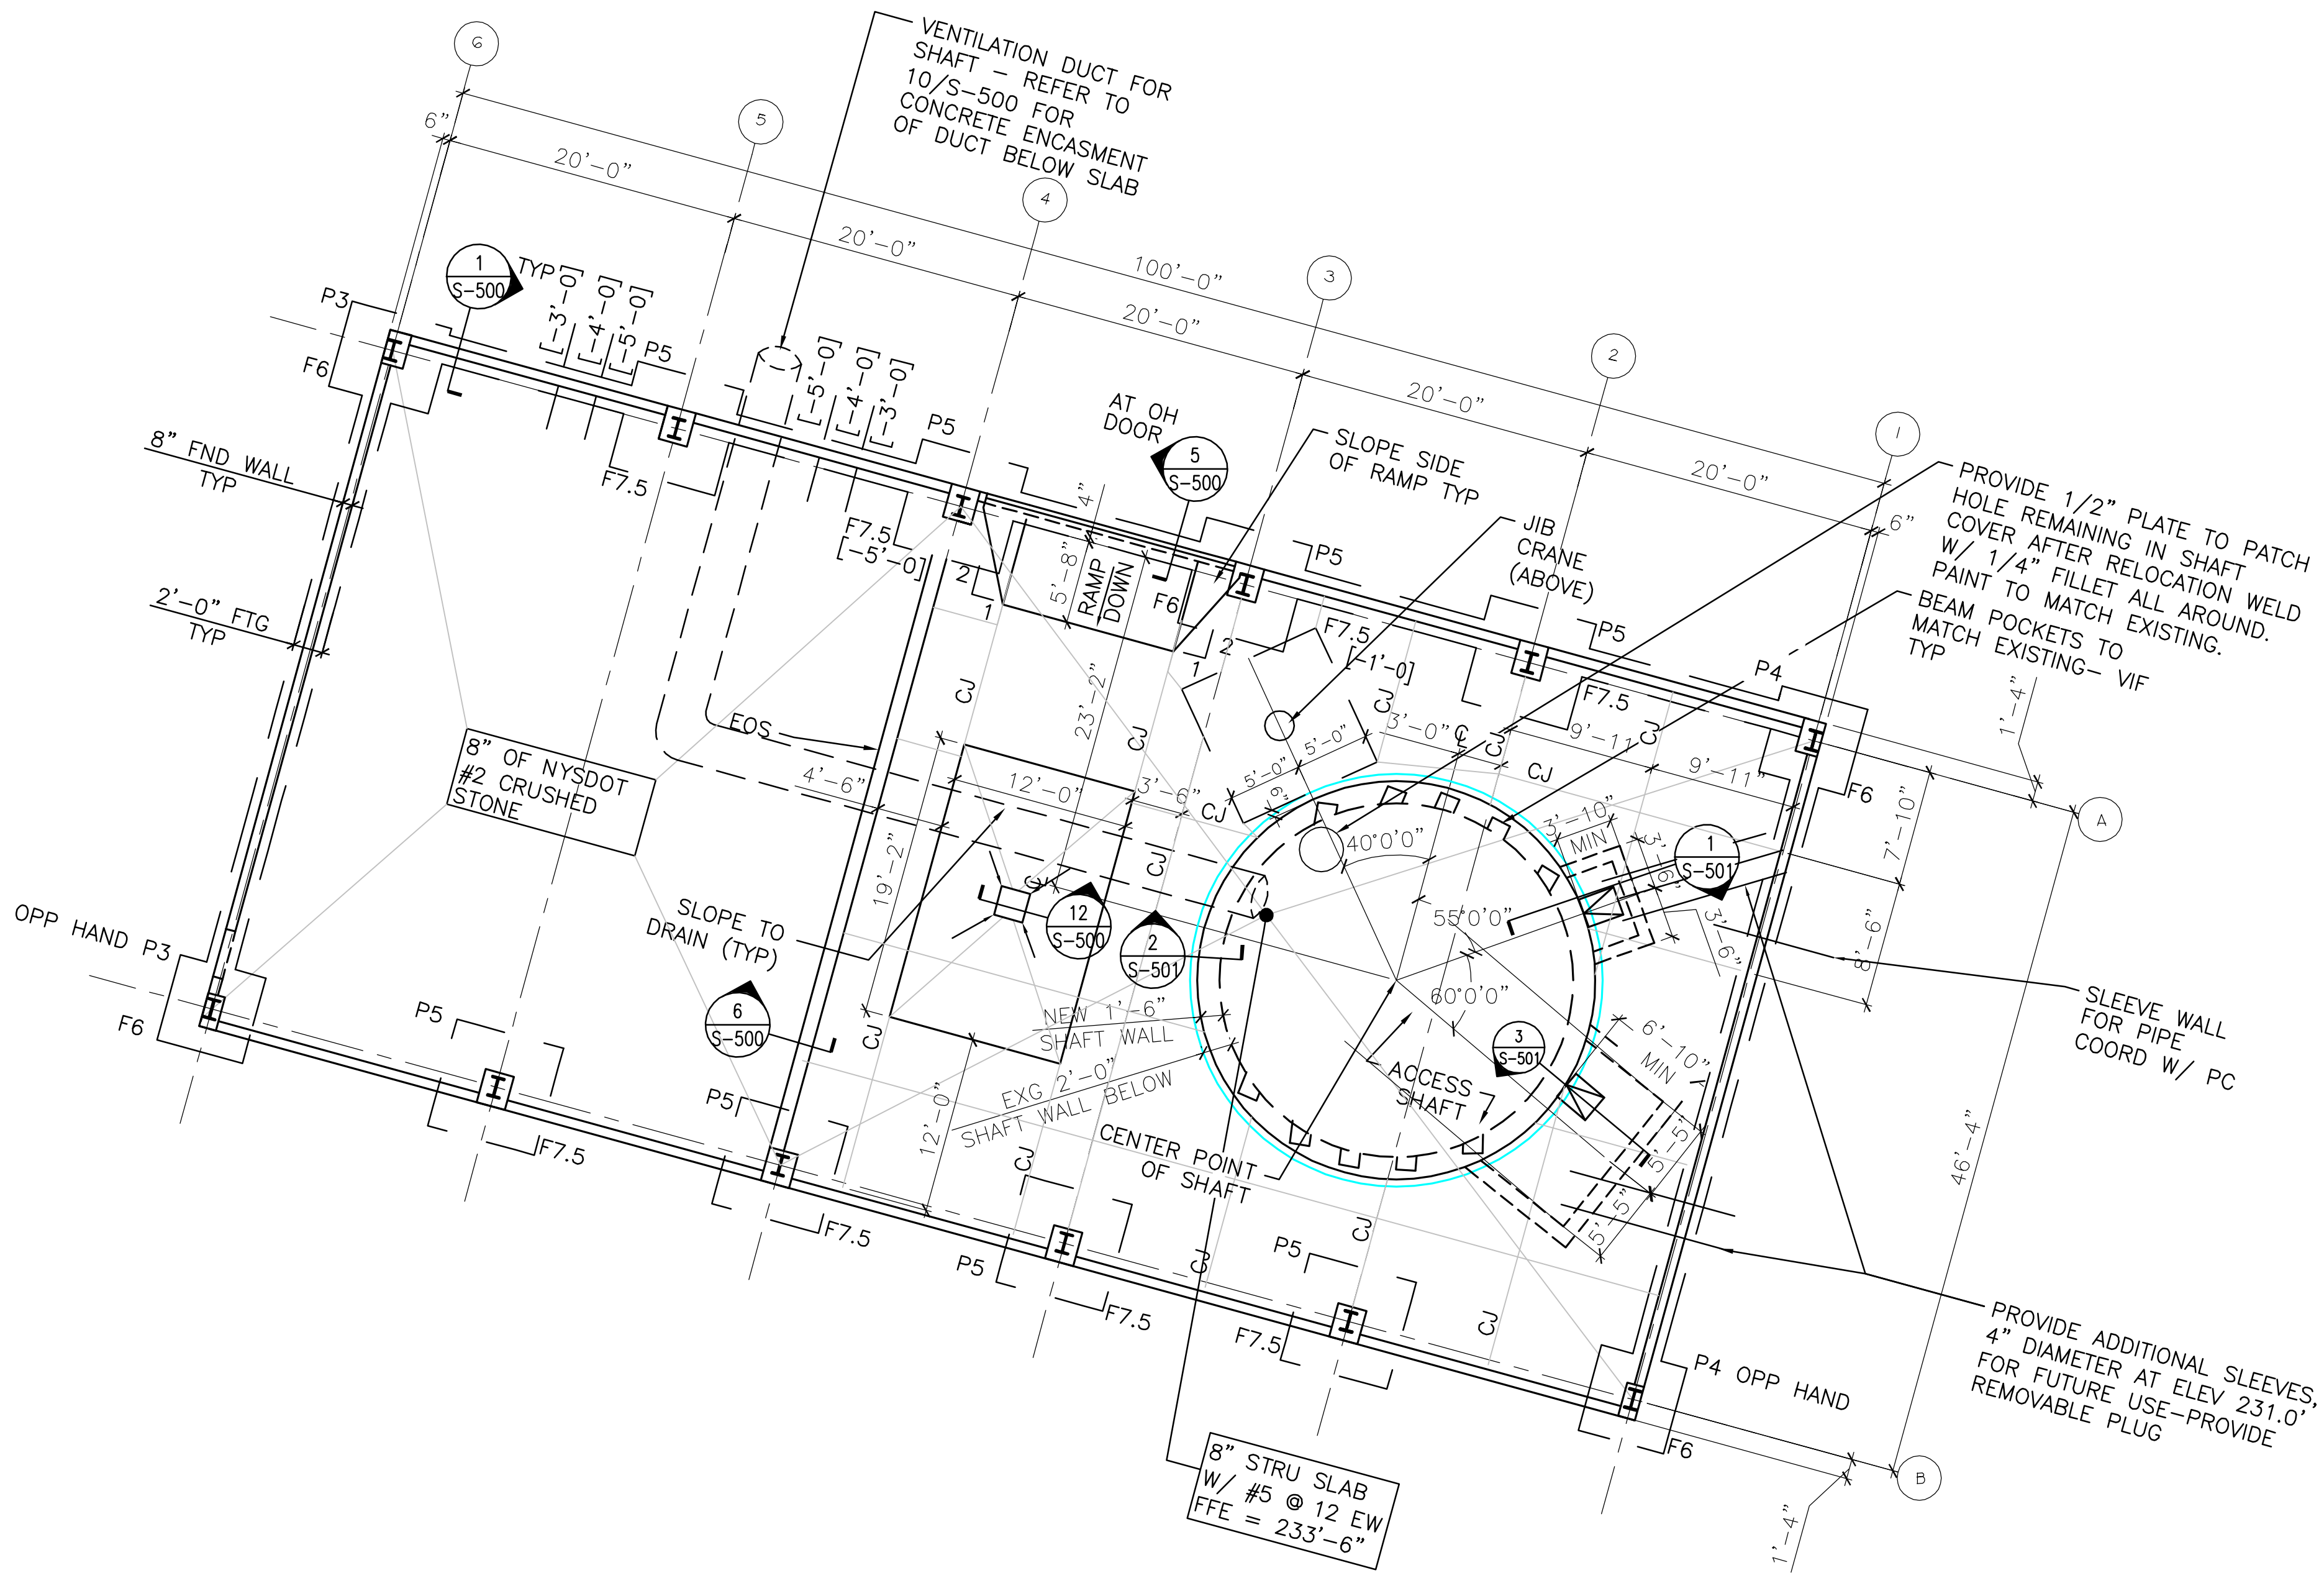 6
5
4
3
2
1
VENTILATION DUCT FOR
SHAFT – REFER TO
10/S–500 FOR
CONCRETE ENCASMENT
OF DUCT BELOW SLAB
6"
20'–0"
20'–0"
100'–0"
20'–0"
20'–0"
20'–0"
6"
1
S–500
TYP
[–3'–0]
[–4'–0]
[–5'–0]
P3
F6
P5
[–5'–0]
[–4'–0]
[–3'–0]
P5
F7.5
F7.5
[–5'–0]
8" FND WALL
TYP
2'–0" FTG
TYP
AT OH
DOOR
5
S–500
SLOPE SIDE
OF RAMP TYP
JIB
CRANE
(ABOVE)
4"
5'–8"
RAMP
DOWN
F6
2
1
2
1
P5
F7.5
[–1'–0]
P5
F7.5
P4
F6
PROVIDE 1/2" PLATE TO PATCH
HOLE REMAINING IN SHAFT
COVER AFTER RELOCATION WELD
W/ 1/4" FILLET ALL AROUND.
PAINT TO MATCH EXISTING.
BEAM POCKETS TO
MATCH EXISTING– VIF
TYP
1'–4"
A
EOS
8" OF NYSDOT
#2 CRUSHED
STONE
4'–6"
12'–0"
3'–6"
19'–2"
23'–2"
CJ
CJ
CJ
CJ
CJ
CJ
CJ
CJ
CJ
CJ
CJ
CJ
CJ
5'–0"
5'–0"
6"
3'–0"
9'–11"
9'–11"
3'–10"
MIN
3'–6"
3'–6"
7'–10"
8'–6"
40°0'0"
55°0'0"
60°0'0"
1
S–501
12
S–500
2
S–501
6
S–500
3
S–501
SLOPE TO
DRAIN (TYP)
OPP HAND P3
F6
P5
F7.5
P5
F7.5
P5
F7.5
P5
F7.5
NEW 1'–6"
SHAFT WALL
EXG 2'–0"
SHAFT WALL BELOW
12'–0"
CENTER POINT
OF SHAFT
ACCESS
SHAFT
6'–10"
MIN
5'–5"
5'–5"
SLEEVE WALL
FOR PIPE
COORD W/ PC
46'–4"
PROVIDE ADDITIONAL SLEEVES,
4" DIAMETER AT ELEV 231.0'
FOR FUTURE USE–PROVIDE
REMOVABLE PLUG
P4 OPP HAND
F6
B
1'–4"
8" STRU SLAB
W/ #5 @ 12 EW
FFE = 233'–6"